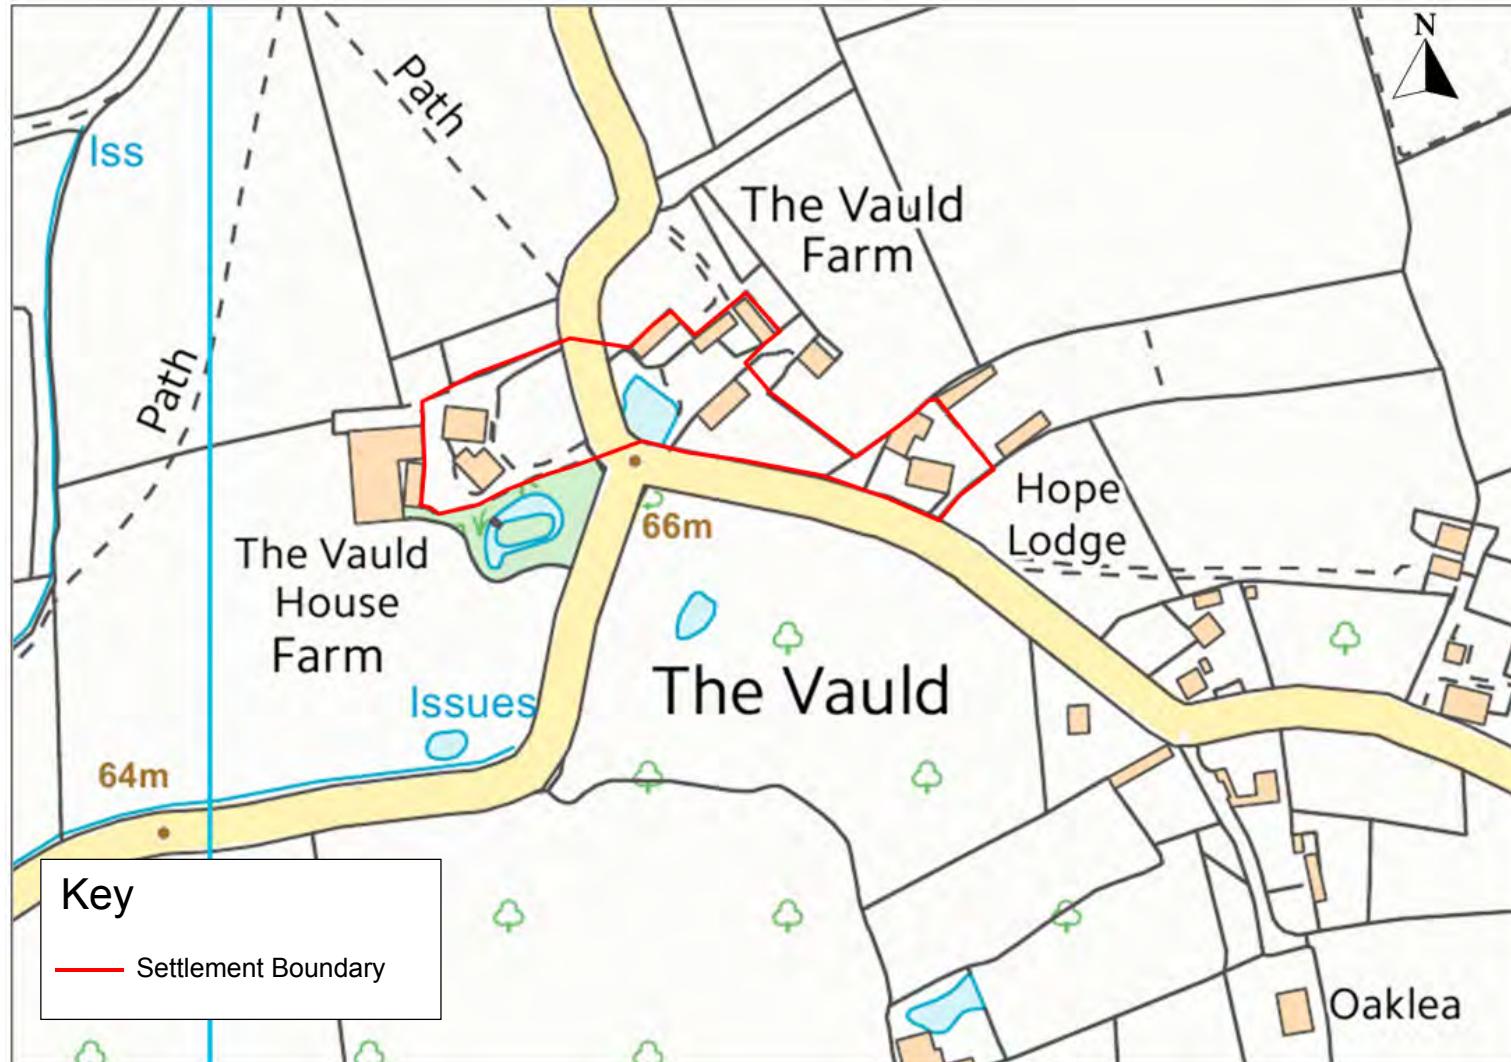 N
Path
Iss
The Vauld
Farm
Path
Hope
Lodge
66m
The Vauld
House
Farm
The Vauld
Issues
64m
Key
Settlement Boundary
Oaklea